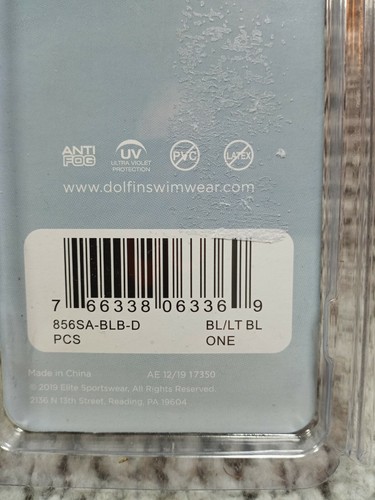 ANTI FOG
UV
ULTRA VIOLET
PROTECTION
PVC
LATEX
www.dolfinswimwear.com
7 66338 06336 9
856SA-BLB-D BL/LT BL
PCS ONE
Made in China AE 12/19 17350
© 2019 Elite Sportswear, All Rights Reserved.
2136 N 13th Street, Reading, PA 19604